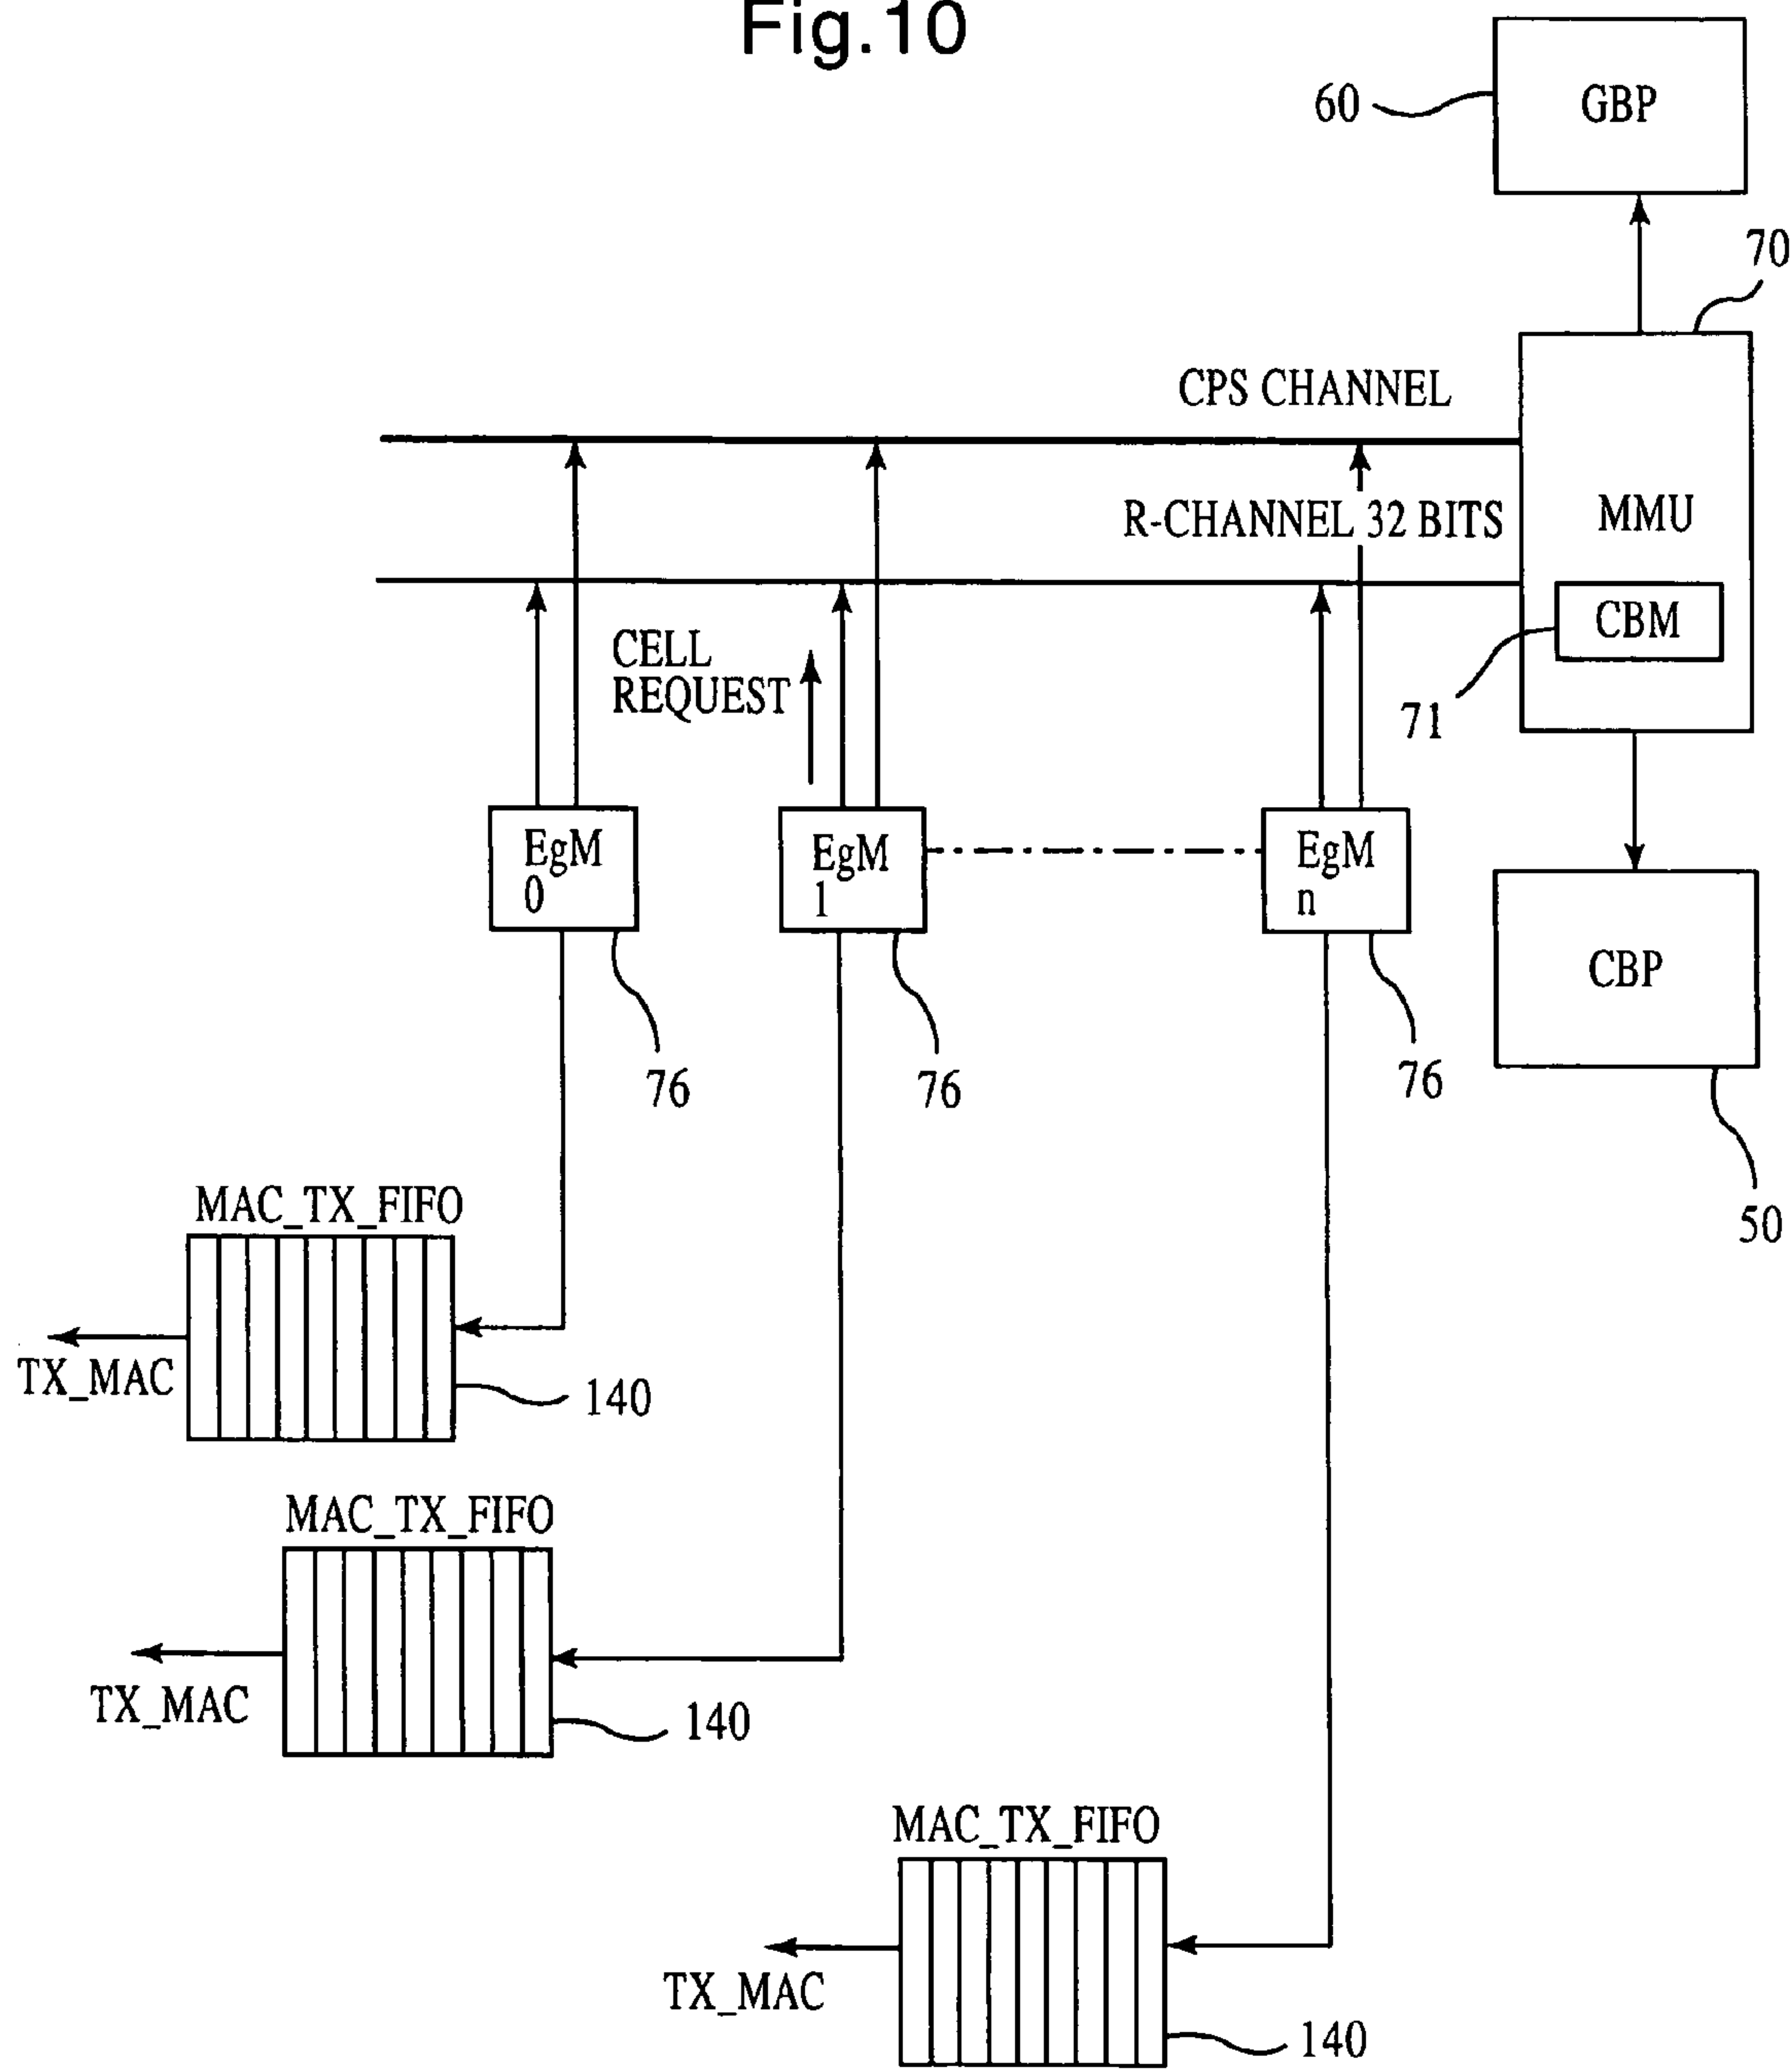 Fig.10
60
GBP
70
CPS CHANNEL
R-CHANNEL 32 BITS
MMU
CELL
REQUEST
CBM
71
EgM
0
EgM
1
EgM
n
CBP
76
76
76
50
MAC_TX_FIFO
TX_MAC
140
MAC_TX_FIFO
TX_MAC
140
MAC_TX_FIFO
TX_MAC
140